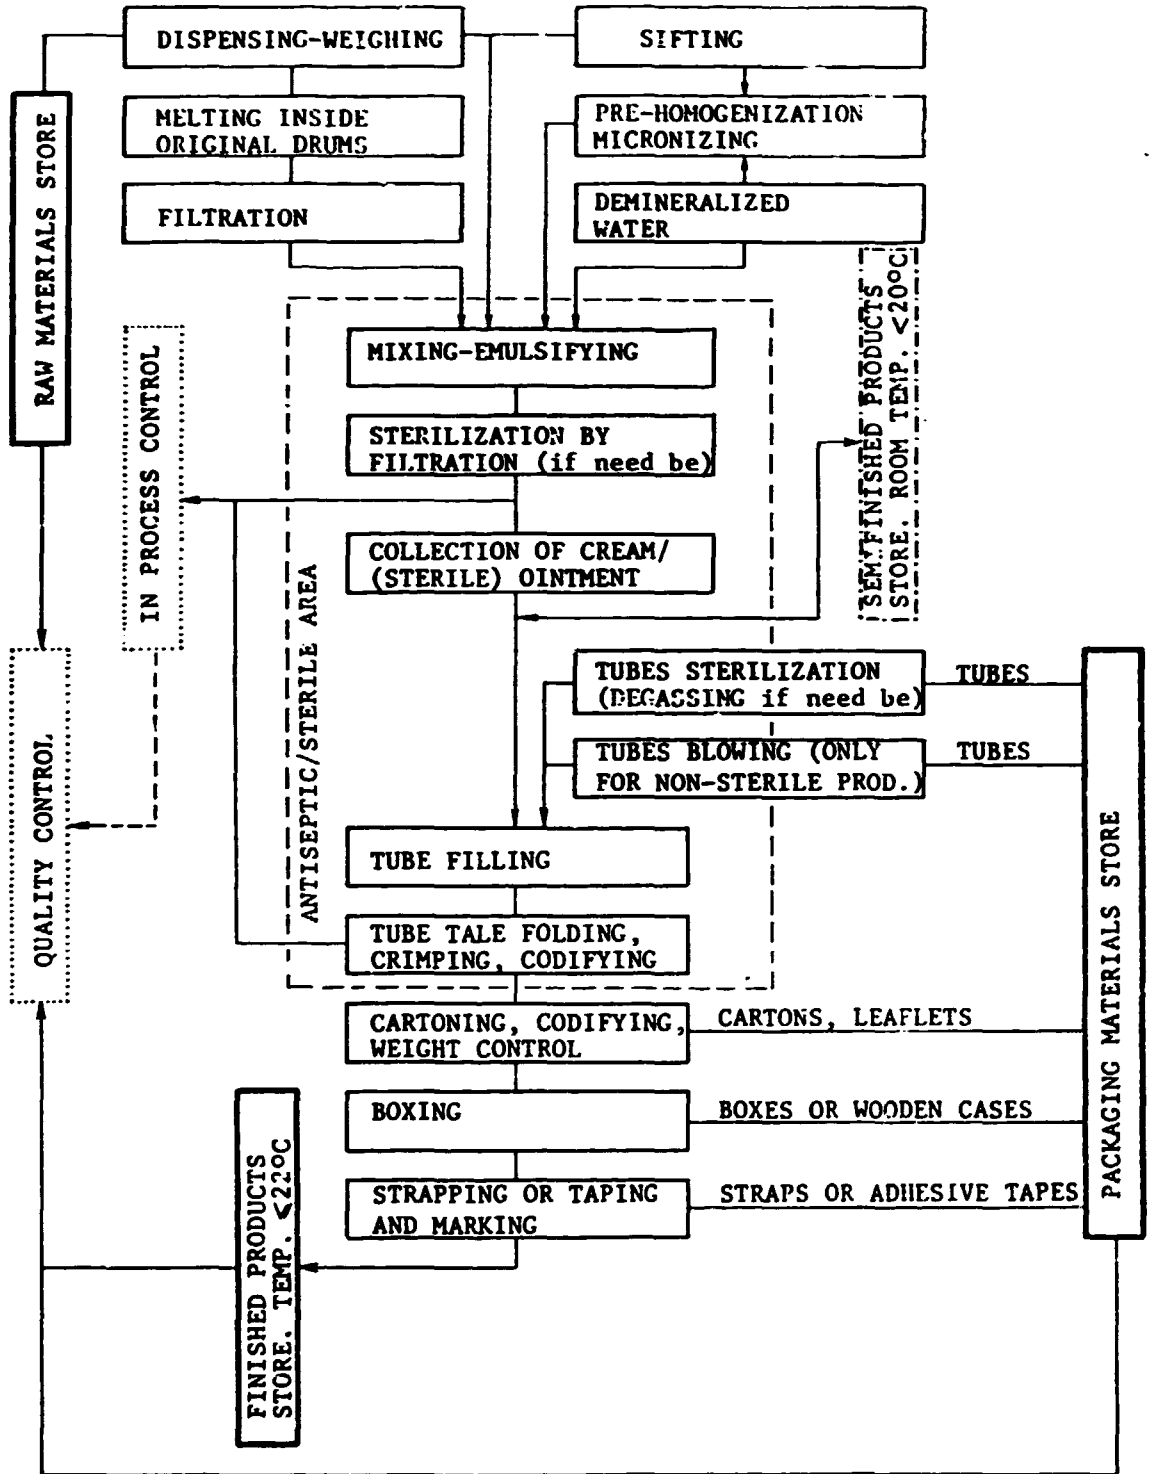 DISPENSING-WEIGHING
SIFTING
MELTING INSIDE
ORIGINAL DRUMS
PRE-HOMOGENIZATION
MICRONIZING
FILTRATION
DEMINERALIZED
WATER
RAW MATERIALS STORE
SEMIFINISHED PRODUCTS
STORE. ROOM TEMP. <20°C
MIXING-EMULSIFYING
IN PROCESS CONTROL
STERILIZATION BY
FILTRATION (if need be)
COLLECTION OF CREAM/
(STERILE) OINTMENT
ANTISEPTIC/STERILE AREA
TUBES STERILIZATION
(DEGASSING if need be)
TUBES
TUBES BLOWING (ONLY
FOR NON-STERILE PROD.)
TUBES
QUALITY CONTROL
TUBE FILLING
TUBE TALE FOLDING,
CRIMPING, CODIFYING
PACKAGING MATERIALS STORE
CARTONING, CODIFYING,
WEIGHT CONTROL
CARTONS, LEAFLETS
BOXING
BOXES OR WOODEN CASES
STRAPPING OR TAPING
AND MARKING
STRAPS OR ADHESIVE TAPES
FINISHED PRODUCTS
STORE. TEMP. <22°C